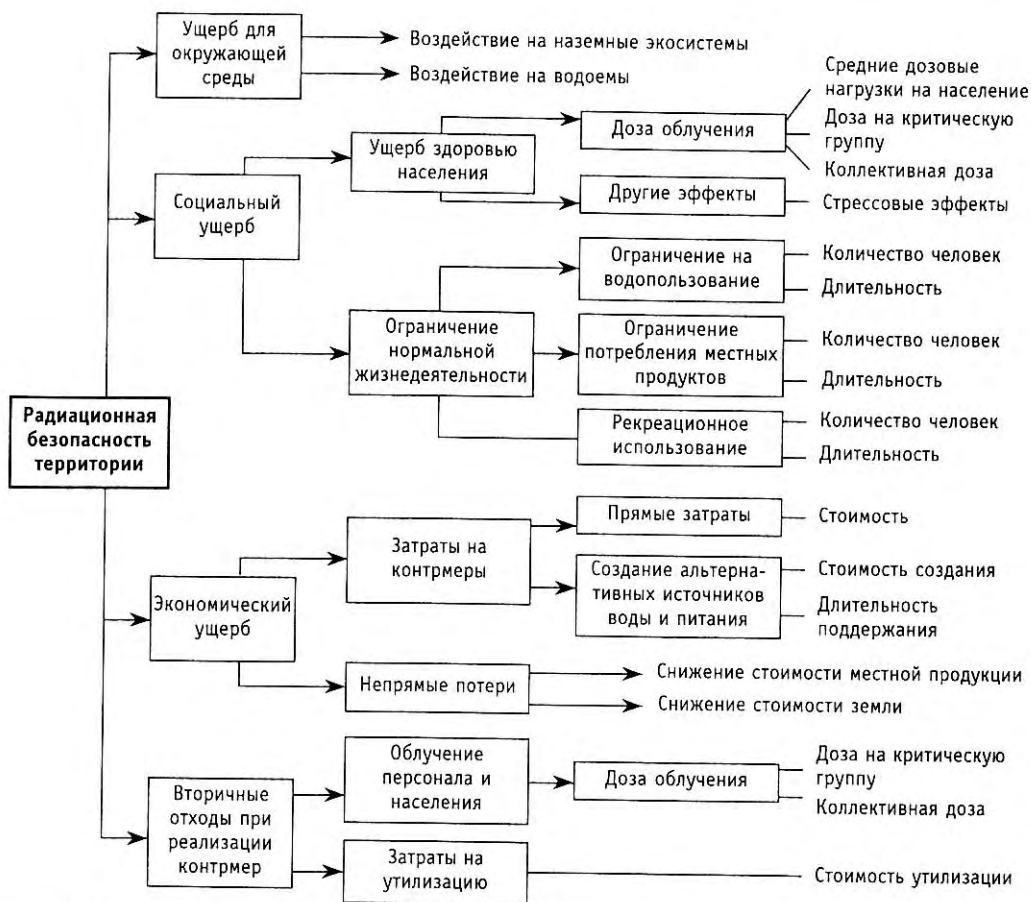 Ущерб для
окружающей
среды
Воздействие на наземные экосистемы
Воздействие на водоемы
Социальный
ущерб
Ущерб здоровью
населения
Доза облучения
Средние дозовые
нагрузки на население
Доза на критическую
группу
Коллективная доза
Другие эффекты
Стрессовые эффекты
Ограничение
нормальной
жизнедеятельности
Ограничение на
водопользование
Количество человек
Длительность
Ограничение
потребления местных
продуктов
Количество человек
Длительность
Рекреационное
использование
Количество человек
Длительность
Радиационная
безопасность
территории
Экономический
ущерб
Затраты на
контрмеры
Прямые затраты
Стоимость
Создание альтерна-
тивных источников
воды и питания
Стоимость создания
Длительность
поддержания
Непрямые потери
Снижение стоимости местной продукции
Снижение стоимости земли
Вторичные
отходы при
реализации
контрмер
Облучение
персонала и
населения
Доза облучения
Доза на критическую
группу
Коллективная доза
Затраты на
утилизацию
Стоимость утилизации